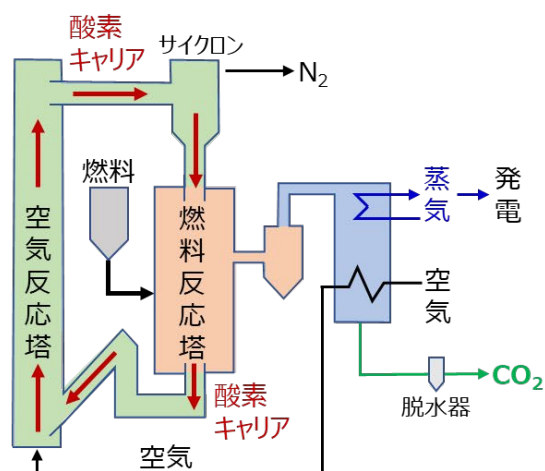 酸素
キャリア
サイクロン
N2
燃料
空気反応塔
燃料反応塔
蒸気
発電
空気
CO2
脱水器
酸素
キャリア
空気